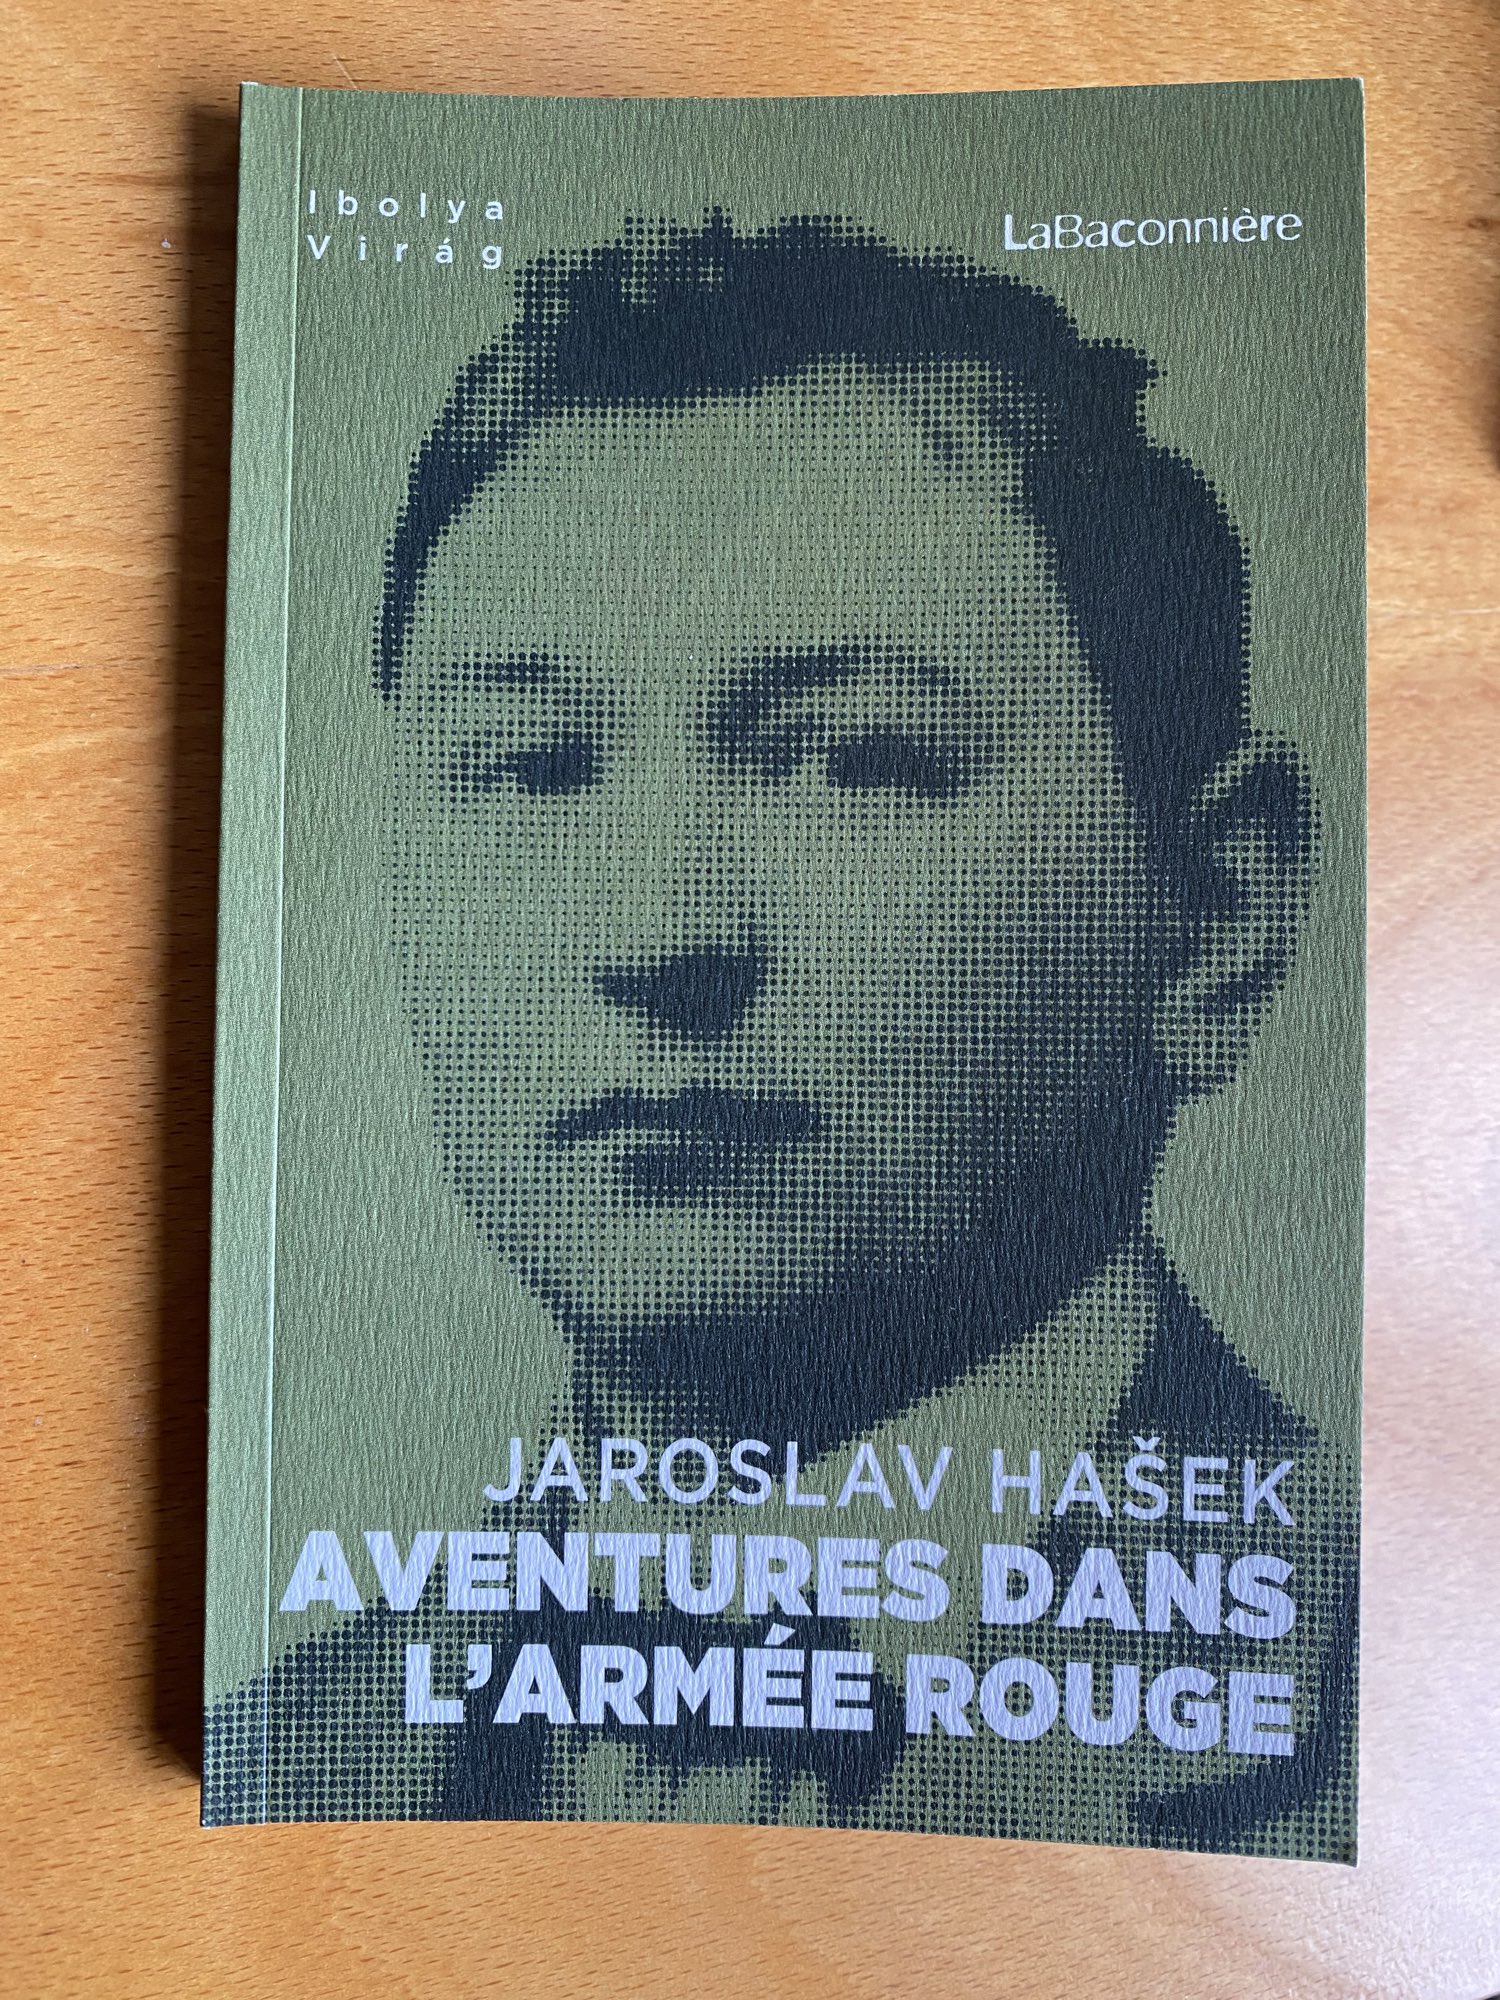 Ibolya
Virág
LaBaconnière
JAROSLAV HAŠEK
AVENTURES DANS
L'ARMÉE ROUGE